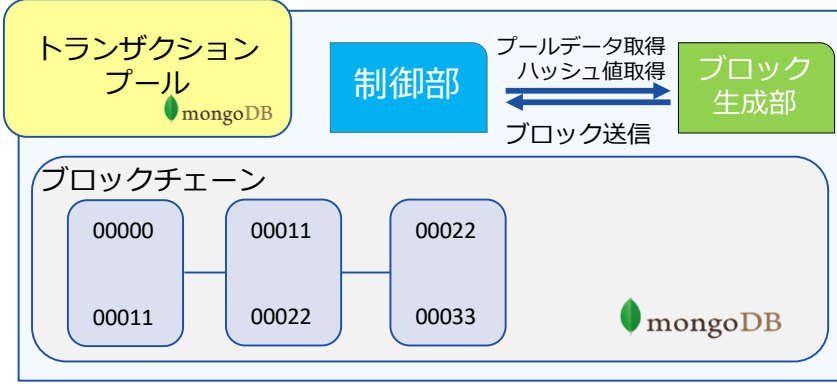 トランザクション
プール
mongoDB
制御部
プールデータ取得
ハッシュ値取得
ブロック送信
ブロック
生成部
ブロックチェーン
00000
00011
00011
00022
00022
00033
mongoDB